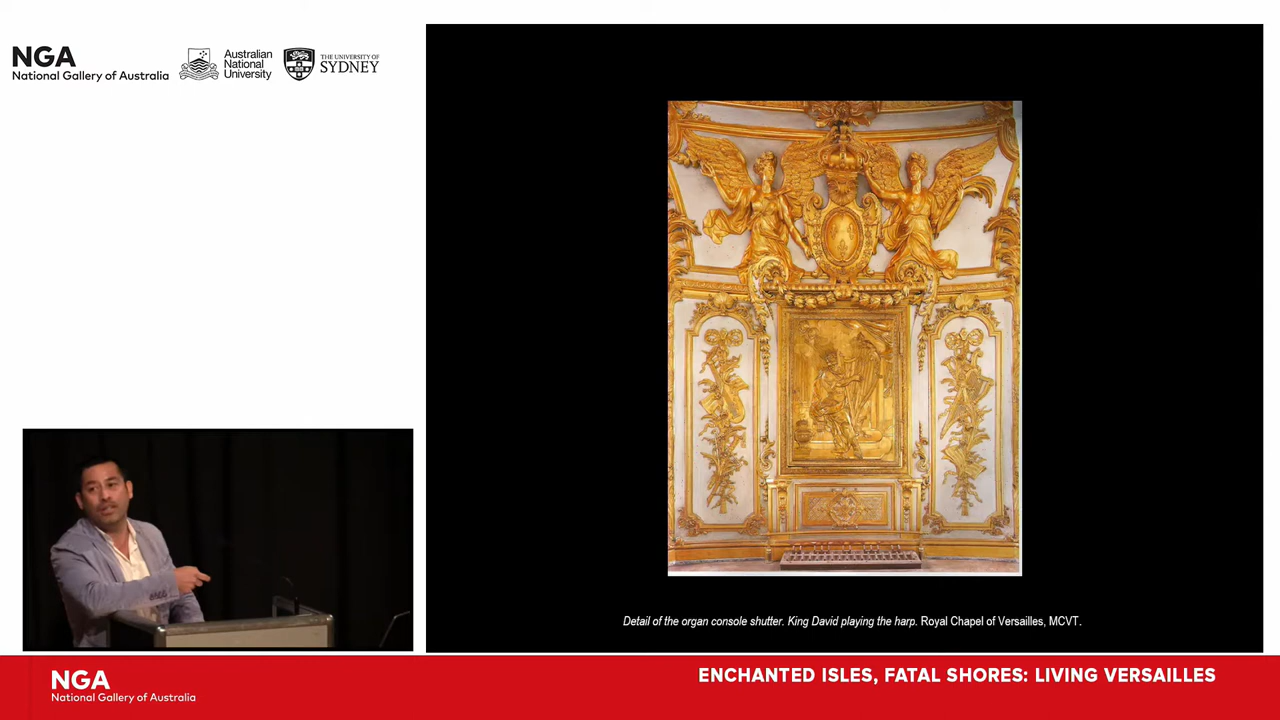 NGA
National Gallery of Australia
Australian
National
University
THE UNIVERSITY OF
SYDNEY
Detail of the organ console shutter. King David playing the harp. Royal Chapel of Versailles, MCVT.
NGA
National Gallery of Australia
ENCHANTED ISLES, FATAL SHORES: LIVING VERSAILLES